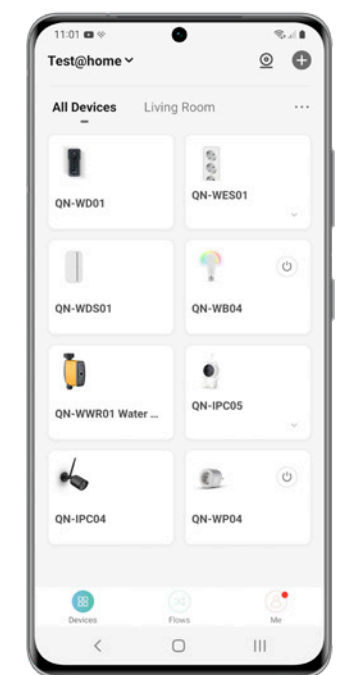 11:01
Test@home
All Devices Living Room ...
QN-WD01
QN-WES01
QN-WDS01
QN-WB04
QN-WWR01 Water ...
QN-IPC05
QN-IPC04
QN-WP04
Devices Flows Me